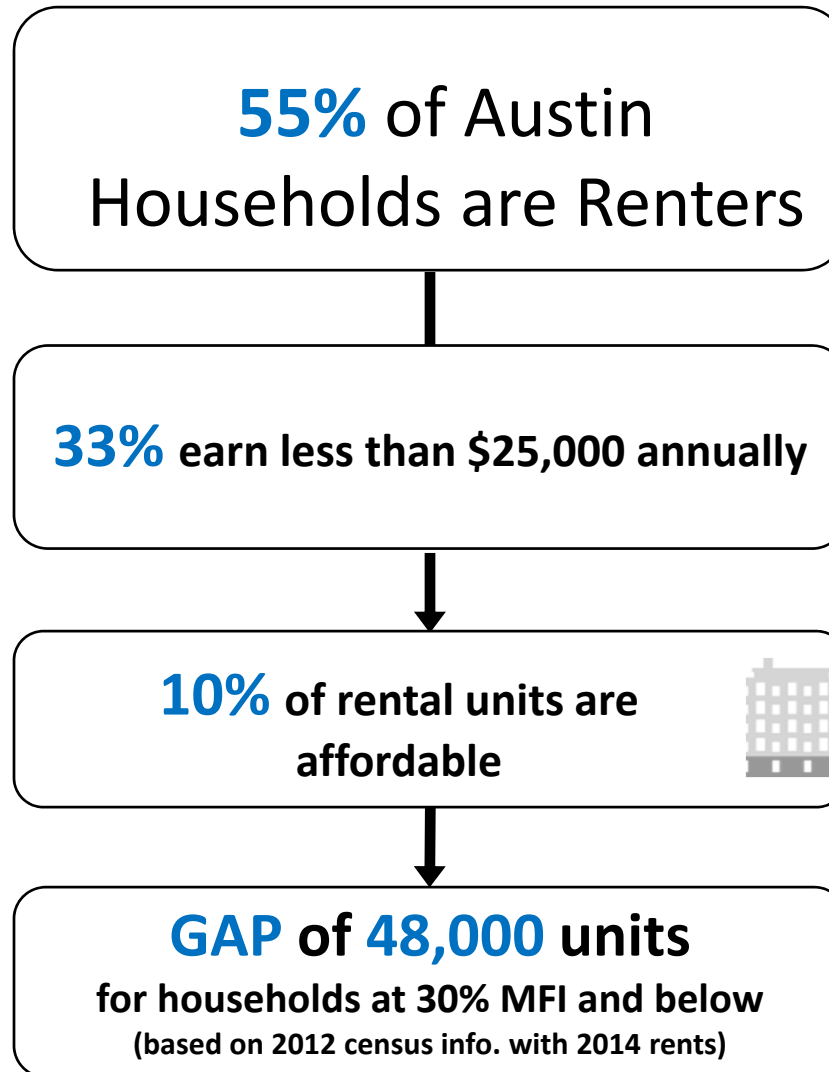 55% of Austin
Households are Renters
33% earn less than $25,000 annually
10% of rental units are
affordable
GAP of 48,000 units
for households at 30% MFI and below
(based on 2012 census info. with 2014 rents)